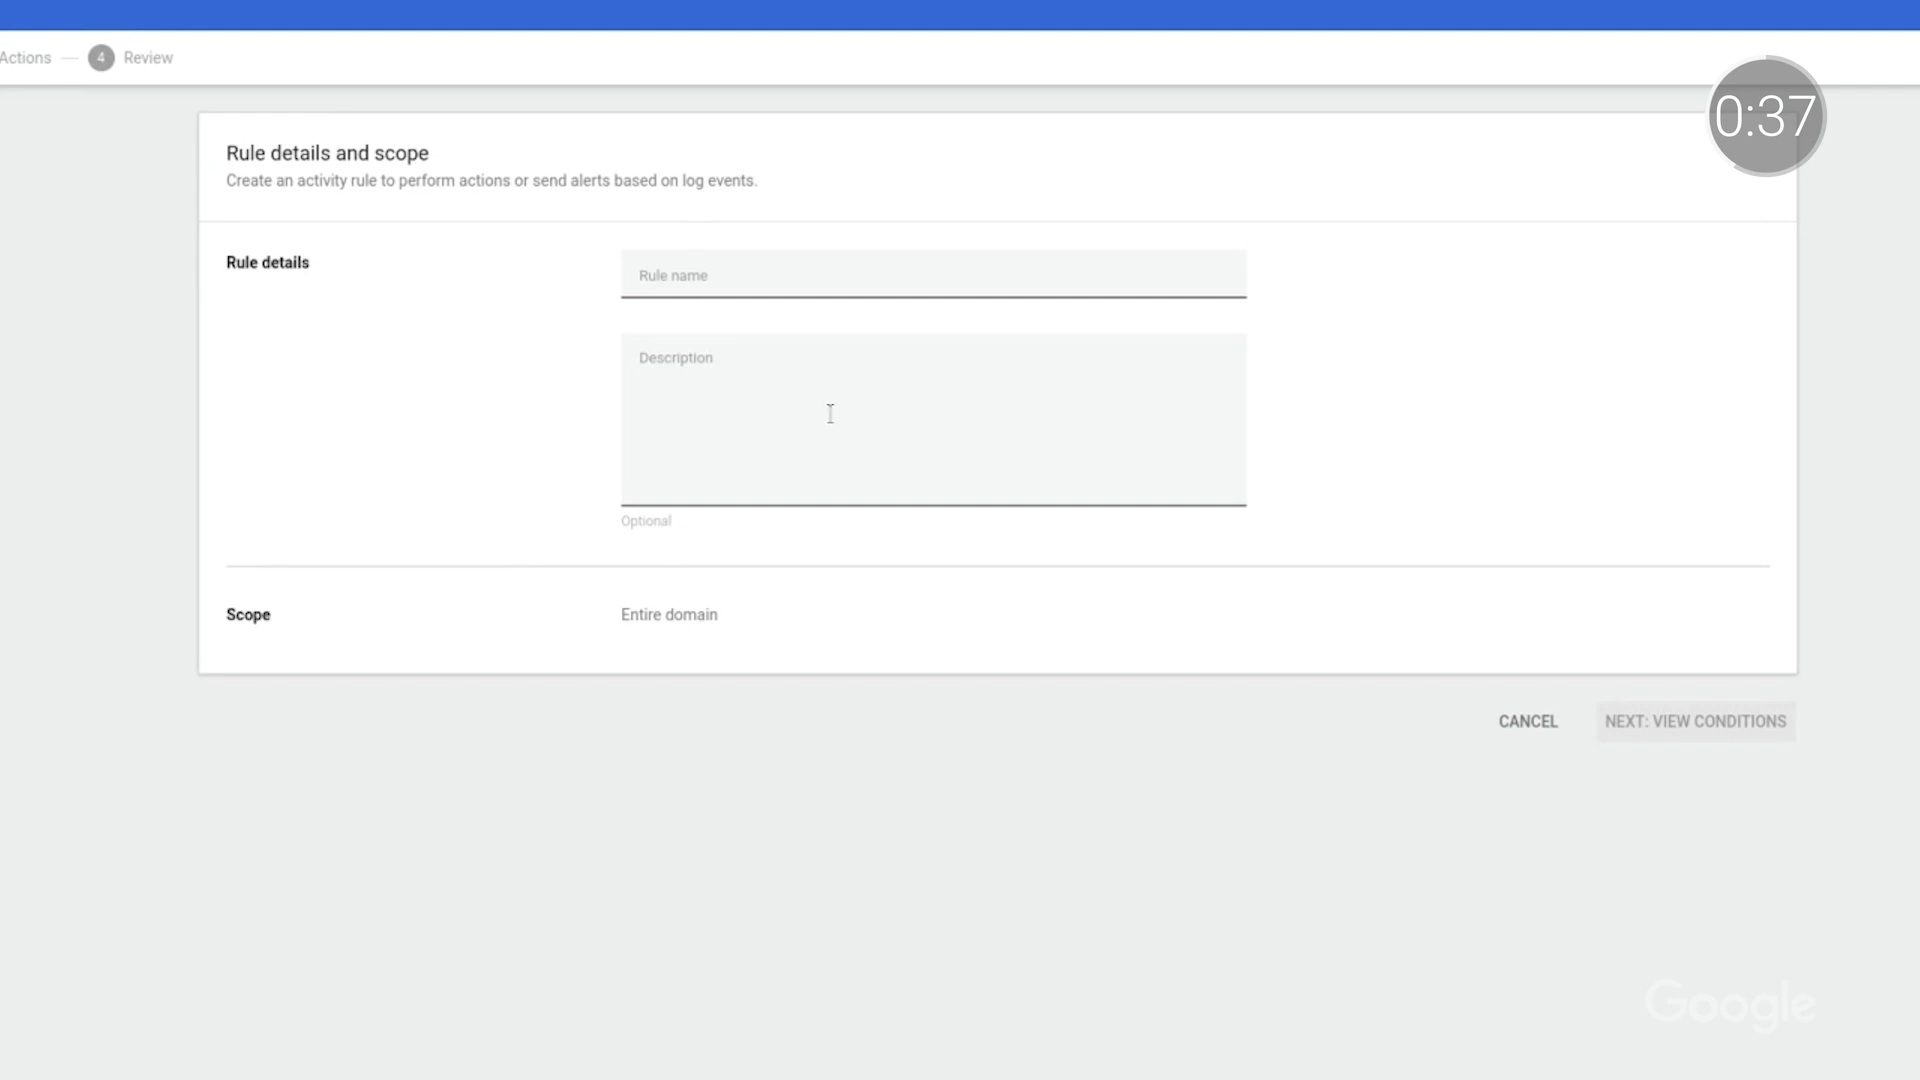 Actions
4 Review
0:37
Rule details and scope
Create an activity rule to perform actions or send alerts based on log events.
Rule details
Rule name
Description
Optional
Scope
Entire domain
CANCEL
NEXT: VIEW CONDITIONS
Google